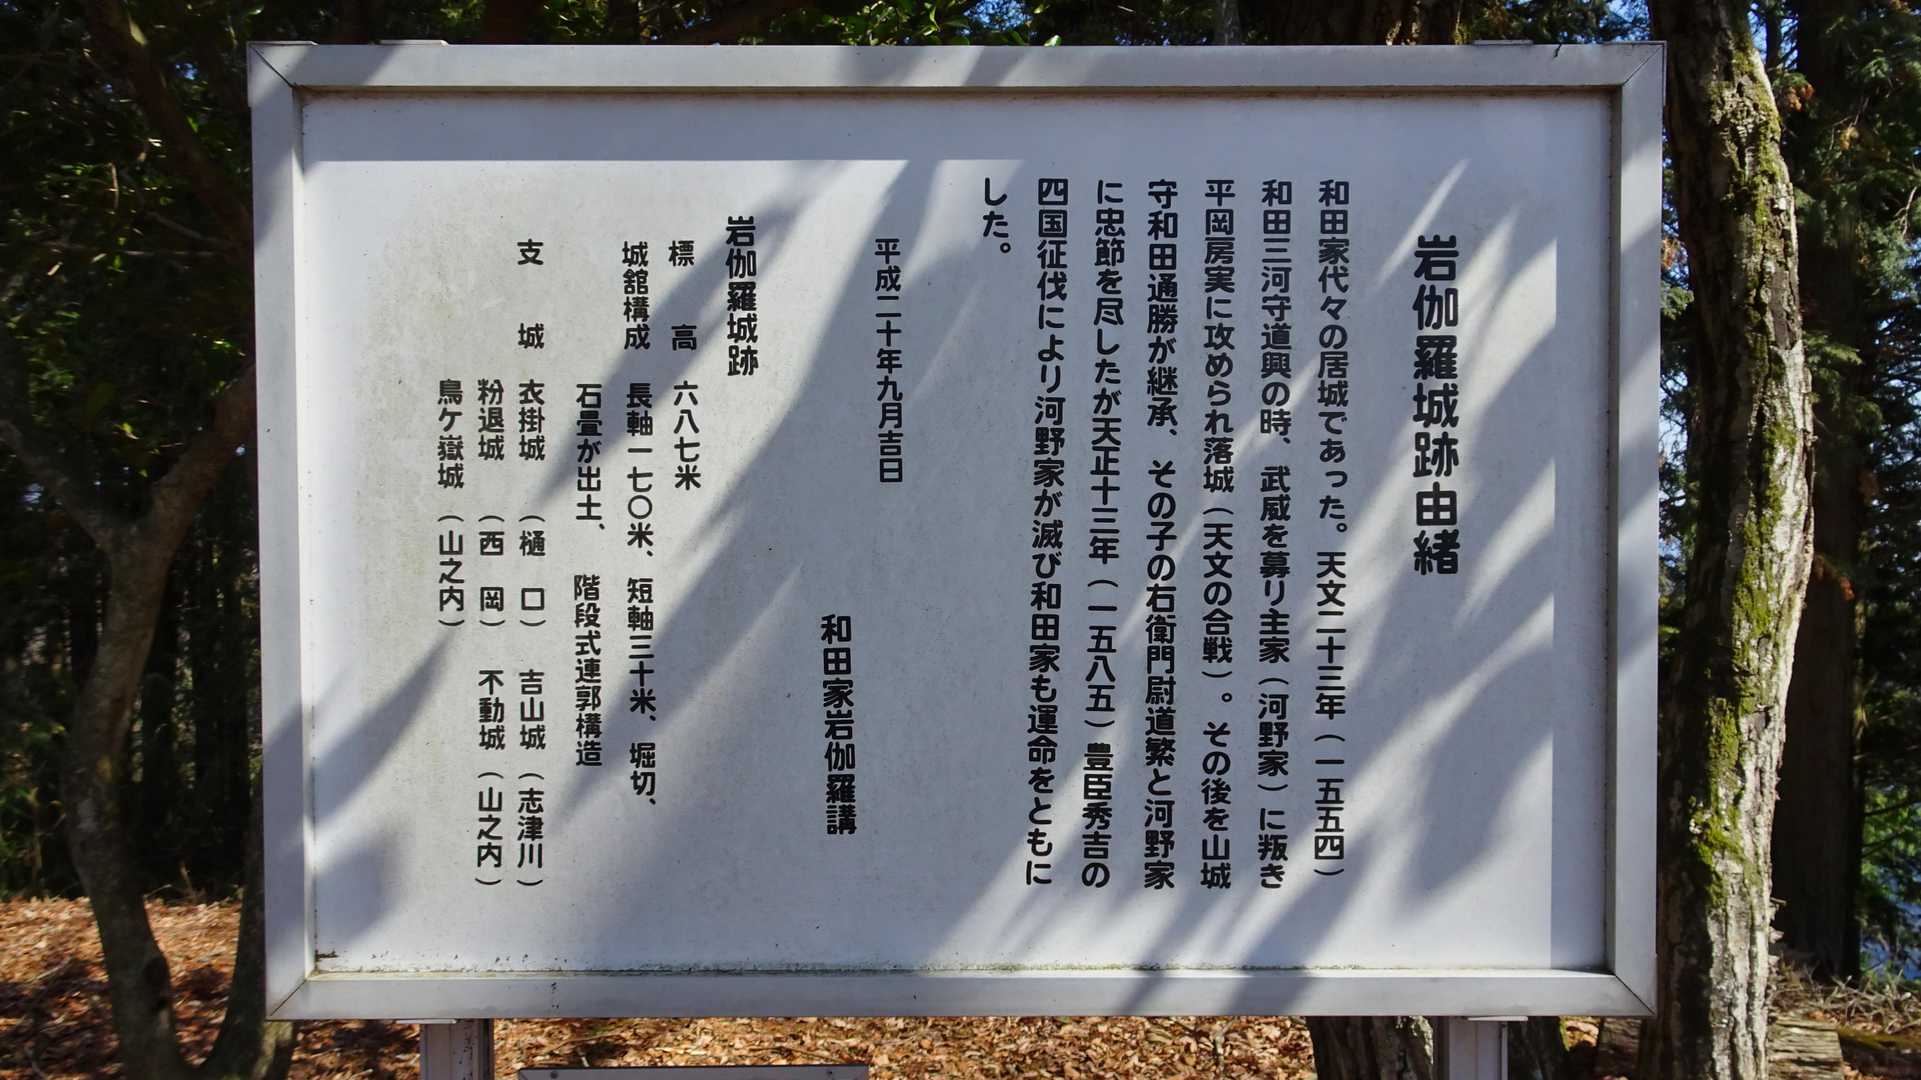 岩伽羅城跡由緒
和田家代々の居城であった。天文二十三年（一五五四）
和田三河守道興の時、武威を募り主家（河野家）に叛き
平岡房実に攻められ落城（天文の合戦）。その後を山城
守和田通勝が継承、その子の右衛門尉道繁と河野家
に忠節を尽したが天正十三年（一五八五）豊臣秀吉の
四国征伐により河野家が滅び和田家も運命をともに
した。
平成二十年九月吉日
和田家岩伽羅講
岩伽羅城跡
標高 六八七米
城舘構成 長軸一七〇米、短軸三十米、堀切、
石畳が出土、階段式連郭構造
支城 衣掛城（樋口） 吉山城（志津川）
粉退城（西岡） 不動城（山之内）
鳥ケ嶽城（山之内）